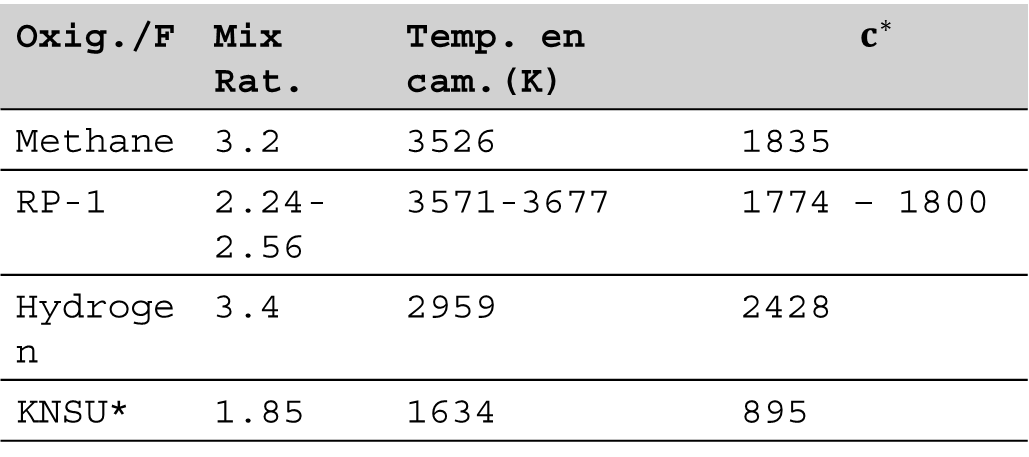 Oxig./F Mix Rat. Temp. en cam.(K) c*
Methane 3.2 3526 1835
RP-1 2.24-2.56 3571-3677 1774 – 1800
Hydrogen 3.4 2959 2428
KNSU* 1.85 1634 895